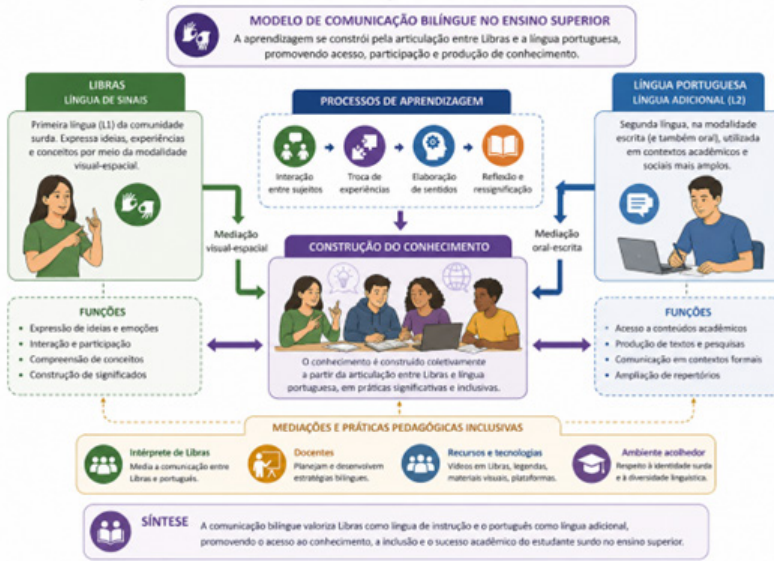 MODELO DE COMUNICAÇÃO BILÍNGUE NO ENSINO SUPERIOR
A aprendizagem se constrói pela articulação entre Libras e a língua portuguesa,
promovendo acesso, participação e produção de conhecimento.
LIBRAS
LÍNGUA DE SINAIS
Primeira língua (L1) da comunidade
surda. Expressa ideias, experiências
e conceitos por meio da modalidade
visual-espacial.
PROCESSOS DE APRENDIZAGEM
Interação
entre sujeitos
Troca de
experiências
Elaboração
de sentidos
Reflexão e
ressignificação
LÍNGUA PORTUGUESA
LÍNGUA ADICIONAL (L2)
Segunda língua, na modalidade
escrita (e também oral), utilizada
em contextos acadêmicos e
sociais mais amplos.
Mediação
visual-espacial
Mediação
oral-escrita
CONSTRUÇÃO DO CONHECIMENTO
O conhecimento é construído coletivamente
a partir da articulação entre Libras e língua
portuguesa, em práticas significativas e inclusivas.
FUNÇÕES
• Expressão de ideias e emoções
• Interação e participação
• Compreensão de conceitos
• Construção de significados
FUNÇÕES
• Acesso a conteúdos acadêmicos
• Produção de textos e pesquisas
• Comunicação em contextos formais
• Ampliação de repertórios
MEDIAÇÕES E PRÁTICAS PEDAGÓGICAS INCLUSIVAS
Intérprete de Libras
Media a comunicação entre
Libras e português.
Docentes
Planejam e desenvolvem
estratégias bilíngues.
Recursos e tecnologias
Vídeos em Libras, legendas,
materiais visuais, plataformas.
Ambiente acolhedor
Respeito à identidade surda
e à diversidade linguística.
SÍNTESE
A comunicação bilíngue valoriza Libras como língua de instrução e o português como língua adicional,
promovendo o acesso ao conhecimento, a inclusão e o sucesso acadêmico do estudante surdo no ensino superior.